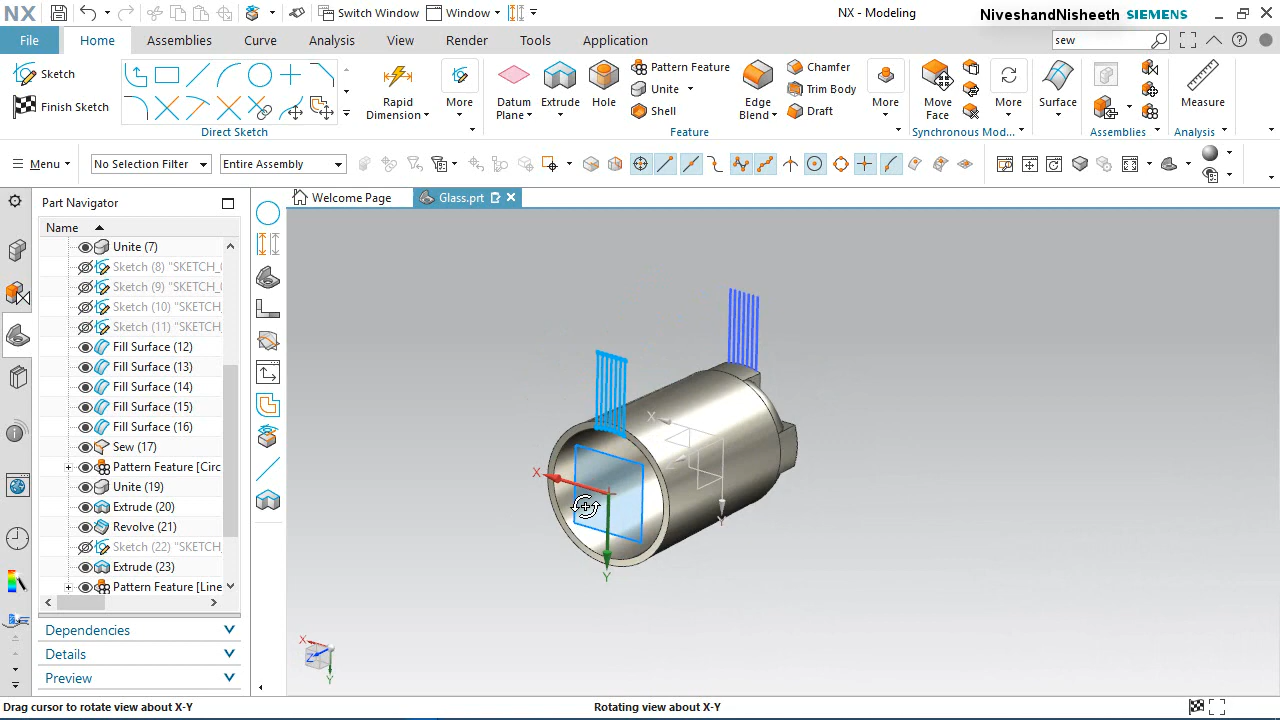 NX Switch Window Window NX - Modeling NiveshandNisheeth SIEMENS
File Home Assemblies Curve Analysis View Render Tools Application sew
Sketch
Finish Sketch
Direct Sketch
Rapid
Dimension
More
Datum
Plane
Extrude
Hole
Pattern Feature
Unite
Shell
Edge
Blend
Chamfer
Trim Body
Draft
More
Feature
Move
Face
More
Synchronous Mod...
Surface
Assemblies
Measure
Analysis
Menu No Selection Filter Entire Assembly
Part Navigator
Welcome Page Glass.prt
Name
Unite (7)
Sketch (8) "SKETCH_
Sketch (9) "SKETCH_
Sketch (10) "SKETCH
Sketch (11) "SKETCH
Fill Surface (12)
Fill Surface (13)
Fill Surface (14)
Fill Surface (15)
Fill Surface (16)
Sew (17)
Pattern Feature [Circ
Unite (19)
Extrude (20)
Revolve (21)
Sketch (22) "SKETCH
Extrude (23)
Pattern Feature [Line
Dependencies
Details
Preview
X
Y
X
Y
X
Z
Y
Drag cursor to rotate view about X-Y Rotating view about X-Y